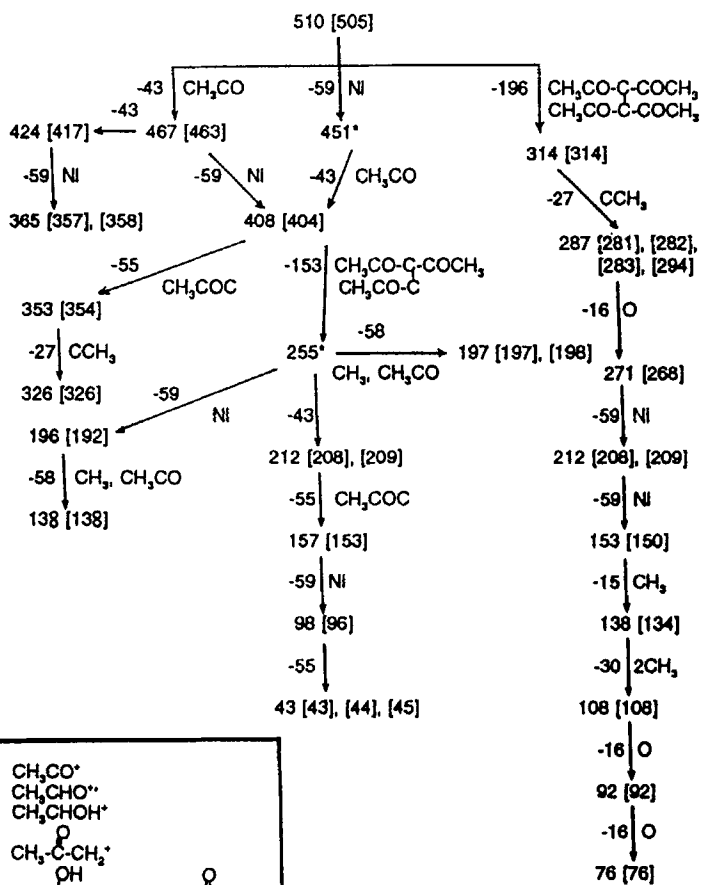 510 [505]
-43 CH₃CO
-59 Ni
-196 CH₃CO-C-COCH₃
CH₃CO-C-COCH₃
-43
424 [417]
467 [463]
451*
314 [314]
-59 Ni
-59 Ni
-43 CH₃CO
-27 CCH₃
365 [357], [358]
408 [404]
287 [281], [282],
[283], [294]
-55
CH₃COC
-153 CH₃CO-C-COCH₃
CH₃CO-C
-16 O
353 [354]
-27 CCH₃
255*
-58
CH₃, CH₃CO
197 [197], [198]
271 [268]
326 [326]
-59
Ni
-43
-59 Ni
196 [192]
212 [208], [209]
212 [208], [209]
-58 CH₃, CH₃CO
-55 CH₃COC
-59 Ni
138 [138]
157 [153]
153 [150]
-59 Ni
-15 CH₃
98 [96]
138 [134]
-55
-30 2CH₃
43 [43], [44], [45]
108 [108]
-16 O
92 [92]
-16 O
76 [76]
CH₃CO⁺
CH₃CHO⁺˙
CH₃CHOH⁺
O
CH₃-C-CH₂⁺
OH
O